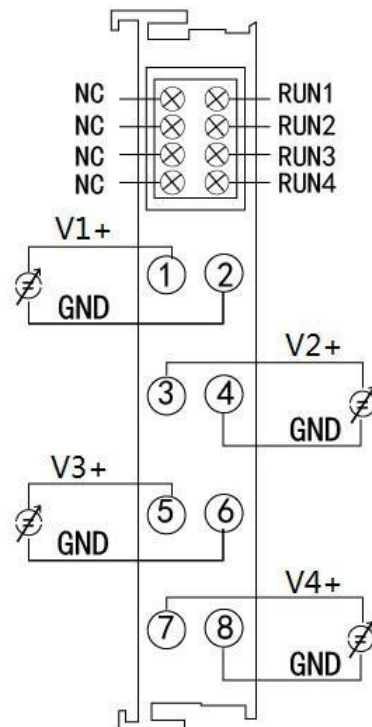 NC RUN1
NC RUN2
NC RUN3
NC RUN4
V1+
1 2
GND
V2+
3 4
GND
V3+
5 6
GND
V4+
7 8
GND